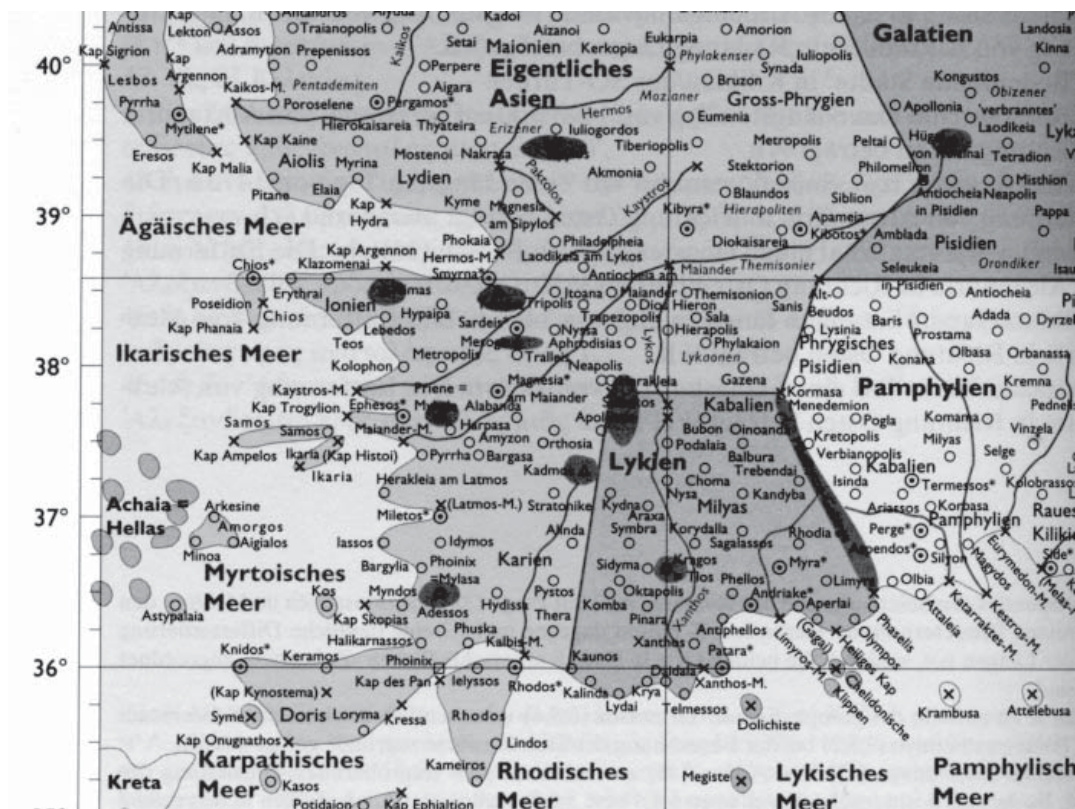 Antissa
Kap Lekton
Assos
Antandros
Traianopolis
Kadoi
Aizanoi
Eukarpia
Amorion
Galatien
Landosia
Kinna
Kap Sigrion
Adramytion
Prepenissos
Setai
Maionien
Kerkopia
Phylakenser
Synada
Iuliopolis
40°
Lesbos
Kap Argennon
Pentademiten
Kaikos
Perpere
Eigentliches Asien
Bruzon
Kongustos
Pyrrha
Kaikos-M.
Poroselene
Pergamos*
Aigara
Hermos
Mozianer
Gross-Phrygien
Apollonia
Obizener
'verbranntes'
Mytilene*
Kap Kaine
Hierokaisareia
Thyateira
Erizener
Iuliogordos
Eumenia
Laodikeia
Eresos
Kap Malia
Aiolis
Myrina
Mostenoi
Nakrasa
Tiberiopolis
Metropolis
Peltai
Tetradion
Lydien
Akmonia
Stektorion
Philomelion
Pitane
Elaia
Paktolos
Kaystros
Blaundos
Siblion
Antiocheia in Pisidien
Neapolis
Misthion
39°
Kap Hydra
Kyme
Magnesia am Sipylos
Kibyra*
Hierapoliten
Apameia
Kibotos*
Pappa
Ägäisches Meer
Phokaia
Philadelpheia
Diokaisareia
Amblada
Pisidien
Kap Argennon
Hermos-M.
Laodikeia am Lykos
Maiander
Themisonier
Seleukeia in Pisidien
Orondiker
Chios*
Klazomenai
Smyrna*
Antiocheia am Maiander
Erythrai
Ionien
Tripolis
Itoana
Dios Hieron
Themisonion
Sanis
Alt-Beudos
Antiocheia
Poseidion
Chios
Hypaipa
Trapezopolis
Sala
Baris
Adada
Kap Phanaia
Teos
Lebedos
Sardeis*
Nyssa
Lykos
Hierapolis
Lysinia
Prostama
Ikarisches Meer
Metropolis
Tralleis
Aphrodisias
Phylakaion
Phrygisches Pisidien
Konana
Olbasa
Orbanassa
38°
Kolophon
Neapolis
Lykaonen
Gazena
Pamphylien
Kremna
Kaystros-M.
Priene =
Magnesia* am Maiander
Kormasa
Kap Trogylion
Ephesos*
Alabanda
Kabalien
Menedemion
Pogla
Komama
Samos
Samos
Maiander-M.
Harpasa
Bubon
Oinoanda
Kretopolis
Milyas
Vinzela
Kap Ampelos
Ikaria (Kap Histoi)
Pyrrha
Amyzon
Bargasa
Orthosia
Podalaia
Balbura
Verbianopolis
Selge
Ikaria
Kadmos
Lykien
Choma
Trebendai
Kabalien
Kolobrassos
Herakleia am Latmos
Isinda
Termessos*
Achaia = Hellas
Arkesine
(Latmos-M.)
Stratonike
Kydna
Nysa
Kandyba
Ariassos
Korbasa
37°
Amorgos
Miletos*
Araxa
Milyas
Perge*
Pamphylien
Minoa
Aigialos
Iassos
Idymos
Alinda
Symbra
Korydalla
Sagalassos
Rhodia
Aspendos*
Silyon
Side*
Myrtoisches Meer
Bargylia
Phoinix
=Mylasa
Karien
Sidyma
Kragos
Tlos
Myra*
Limyra
Olbia
Magydos
Eurymedon-M.
Kos
Myndos
Pystos
Oktapolis
Phellos
Andriake*
Aperlai
Attaleia
Katarrakter-M.
Kestros-M.
Astypalaia
Kap Skopias
Adessos
Hydissa
Komba
Xanthos
Halikarnassos
Phuska
Thera
Pinara
Antiphellos
(Gagai)
Phaselis
Olympos
36°
Knidos*
Keramos
Phoinix
Kalbis-M.
Kaunos
Xanthos
Patara*
Limyros-M.
Heiliges Kap
(Kap Kynostema)
Kap des Pan
Ielyssos
Rhodos*
Kalinda
Krya
Xanthos-M.
Chelidonische Klippen
Krambusa
Attelebusa
Syme
Doris
Loryma
Kressa
Rhodos
Lydai
Telmessos
Dolichiste
Kap Onugnathos
Lindos
Karpathisches Meer
Kameiros
Rhodisches Meer
Megiste
Lykisches Meer
Pamphylisches Meer
Kreta
Kasos
Potidaion
Kap Ephialtion